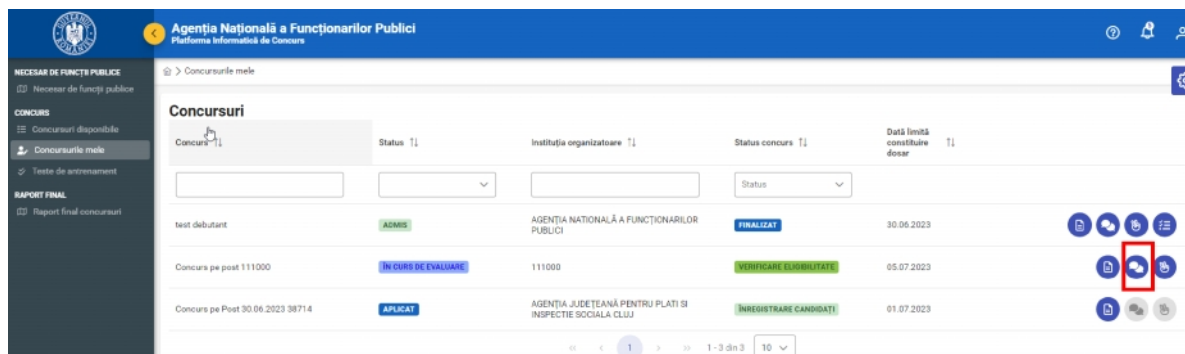 Agenția Națională a Funcționarilor Publici
Platforma Informatică de Concurs
NECESAR DE FUNCȚII PUBLICE
Necesar de funcții publice
CONCURS
Concursuri disponibile
Concursurile mele
Teste de antrenament
RAPORT FINAL
Raport final concursuri
> Concursurile mele
Concursuri
Concurs Status Instituția organizatoare Status concurs Dată limită constituire dosar
Status
test debutant ADMIS AGENȚIA NATIONALĂ A FUNCȚIONARILOR PUBLICI FINALIZAT 30.06.2023
Concurs pe post 111000 ÎN CURS DE EVALUARE 111000 VERIFICARE ELIGIBILITATE 05.07.2023
Concurs pe Post 30.06.2023 38714 APLICAT AGENȚIA JUDEȚEANĂ PENTRU PLATI SI INSPECTIE SOCIALA CLUJ ÎNREGISTRARE CANDIDAȚI 01.07.2023
« < 1 > » 1 - 3 din 3 10